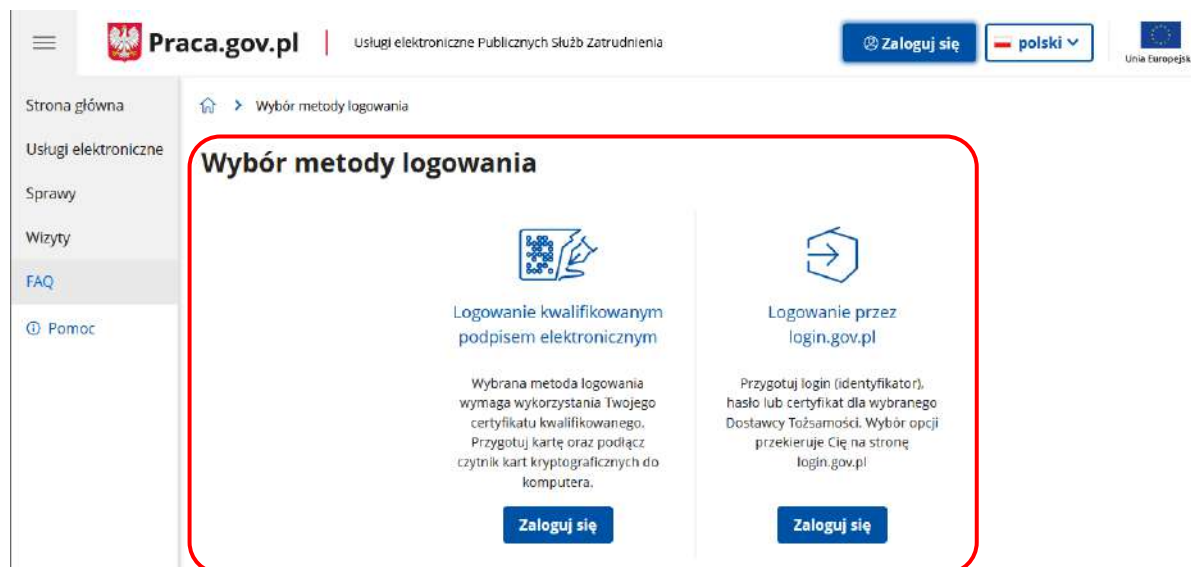 Praca.gov.pl
Usługi elektroniczne Publicznych Służb Zatrudnienia
Zaloguj się
polski
Unia Europejsk
Strona główna
Usługi elektroniczne
Sprawy
Wizyty
FAQ
Pomoc
Wybór metody logowania
Wybór metody logowania
Logowanie kwalifikowanym
podpisem elektronicznym
Wybrana metoda logowania
wymaga wykorzystania Twojego
certyfikatu kwalifikowanego.
Przygotuj kartę oraz podłącz
czytnik kart kryptograficznych do
komputera.
Zaloguj się
Logowanie przez
login.gov.pl
Przygotuj login (identyfikator),
hasło lub certyfikat dla wybranego
Dostawcy Tożsamości. Wybór opcji
przekieruje Cię na stronę
login.gov.pl
Zaloguj się